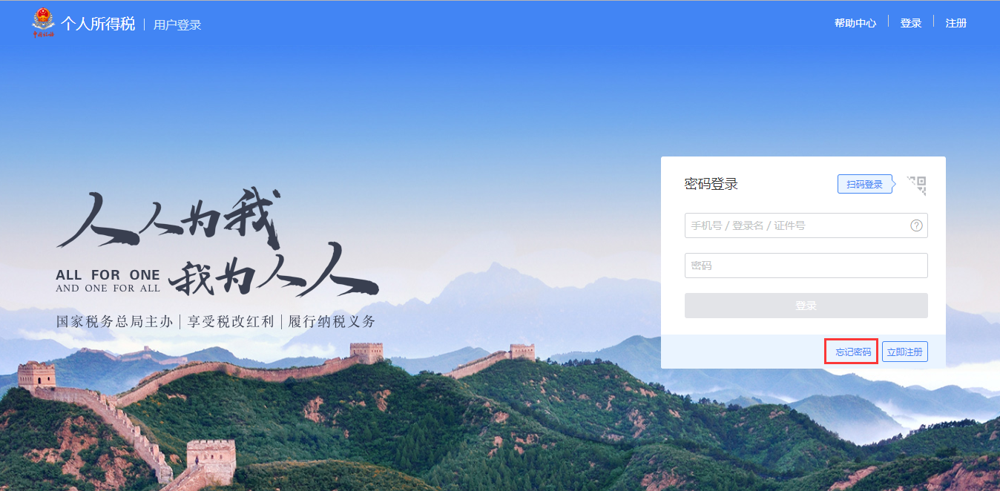 个人所得税 | 用户登录
帮助中心 | 登录 | 注册
人人为我
ALL FOR ONE
AND ONE FOR ALL
我为人人
国家税务总局主办 | 享受税改红利 | 履行纳税义务
密码登录
扫码登录
手机号 / 登录名 / 证件号
密码
登录
忘记密码
立即注册